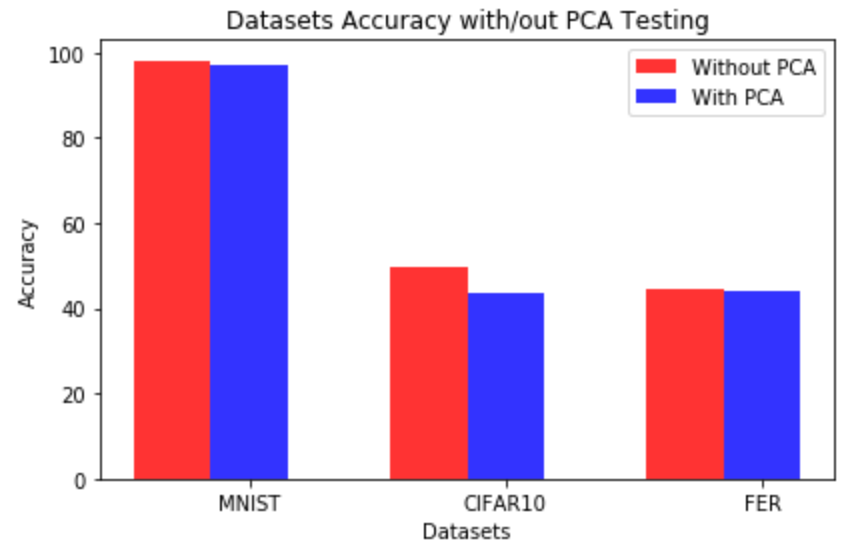 Datasets Accuracy with/out PCA Testing
Without PCA
With PCA
100
80
60
40
20
0
Accuracy
MNIST CIFAR10 FER
Datasets